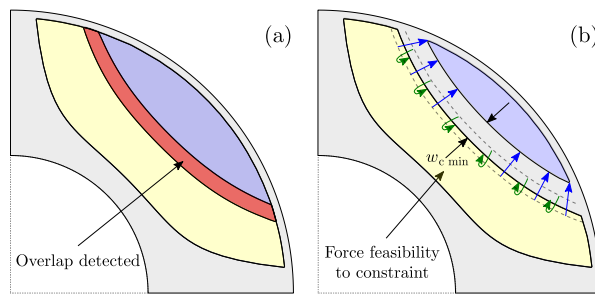 (a)
Overlap detected
(b)
w_c min
Force feasibility
to constraint